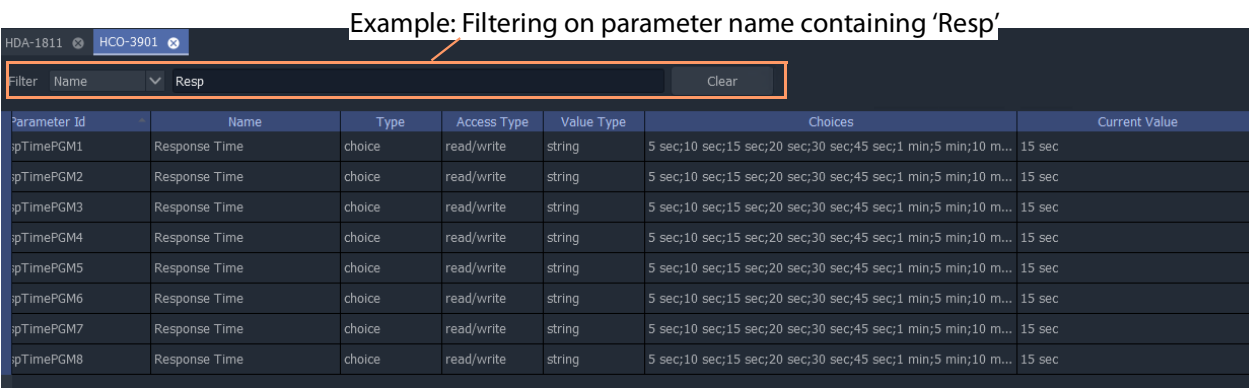 Example: Filtering on parameter name containing ‘Resp’
HDA-1811 HCO-3901
Filter Name Resp Clear
Parameter Id Name Type Access Type Value Type Choices Current Value
spTimePGM1 Response Time choice read/write string 5 sec;10 sec;15 sec;20 sec;30 sec;45 sec;1 min;5 min;10 m... 15 sec
spTimePGM2 Response Time choice read/write string 5 sec;10 sec;15 sec;20 sec;30 sec;45 sec;1 min;5 min;10 m... 15 sec
spTimePGM3 Response Time choice read/write string 5 sec;10 sec;15 sec;20 sec;30 sec;45 sec;1 min;5 min;10 m... 15 sec
spTimePGM4 Response Time choice read/write string 5 sec;10 sec;15 sec;20 sec;30 sec;45 sec;1 min;5 min;10 m... 15 sec
spTimePGM5 Response Time choice read/write string 5 sec;10 sec;15 sec;20 sec;30 sec;45 sec;1 min;5 min;10 m... 15 sec
spTimePGM6 Response Time choice read/write string 5 sec;10 sec;15 sec;20 sec;30 sec;45 sec;1 min;5 min;10 m... 15 sec
spTimePGM7 Response Time choice read/write string 5 sec;10 sec;15 sec;20 sec;30 sec;45 sec;1 min;5 min;10 m... 15 sec
spTimePGM8 Response Time choice read/write string 5 sec;10 sec;15 sec;20 sec;30 sec;45 sec;1 min;5 min;10 m... 15 sec